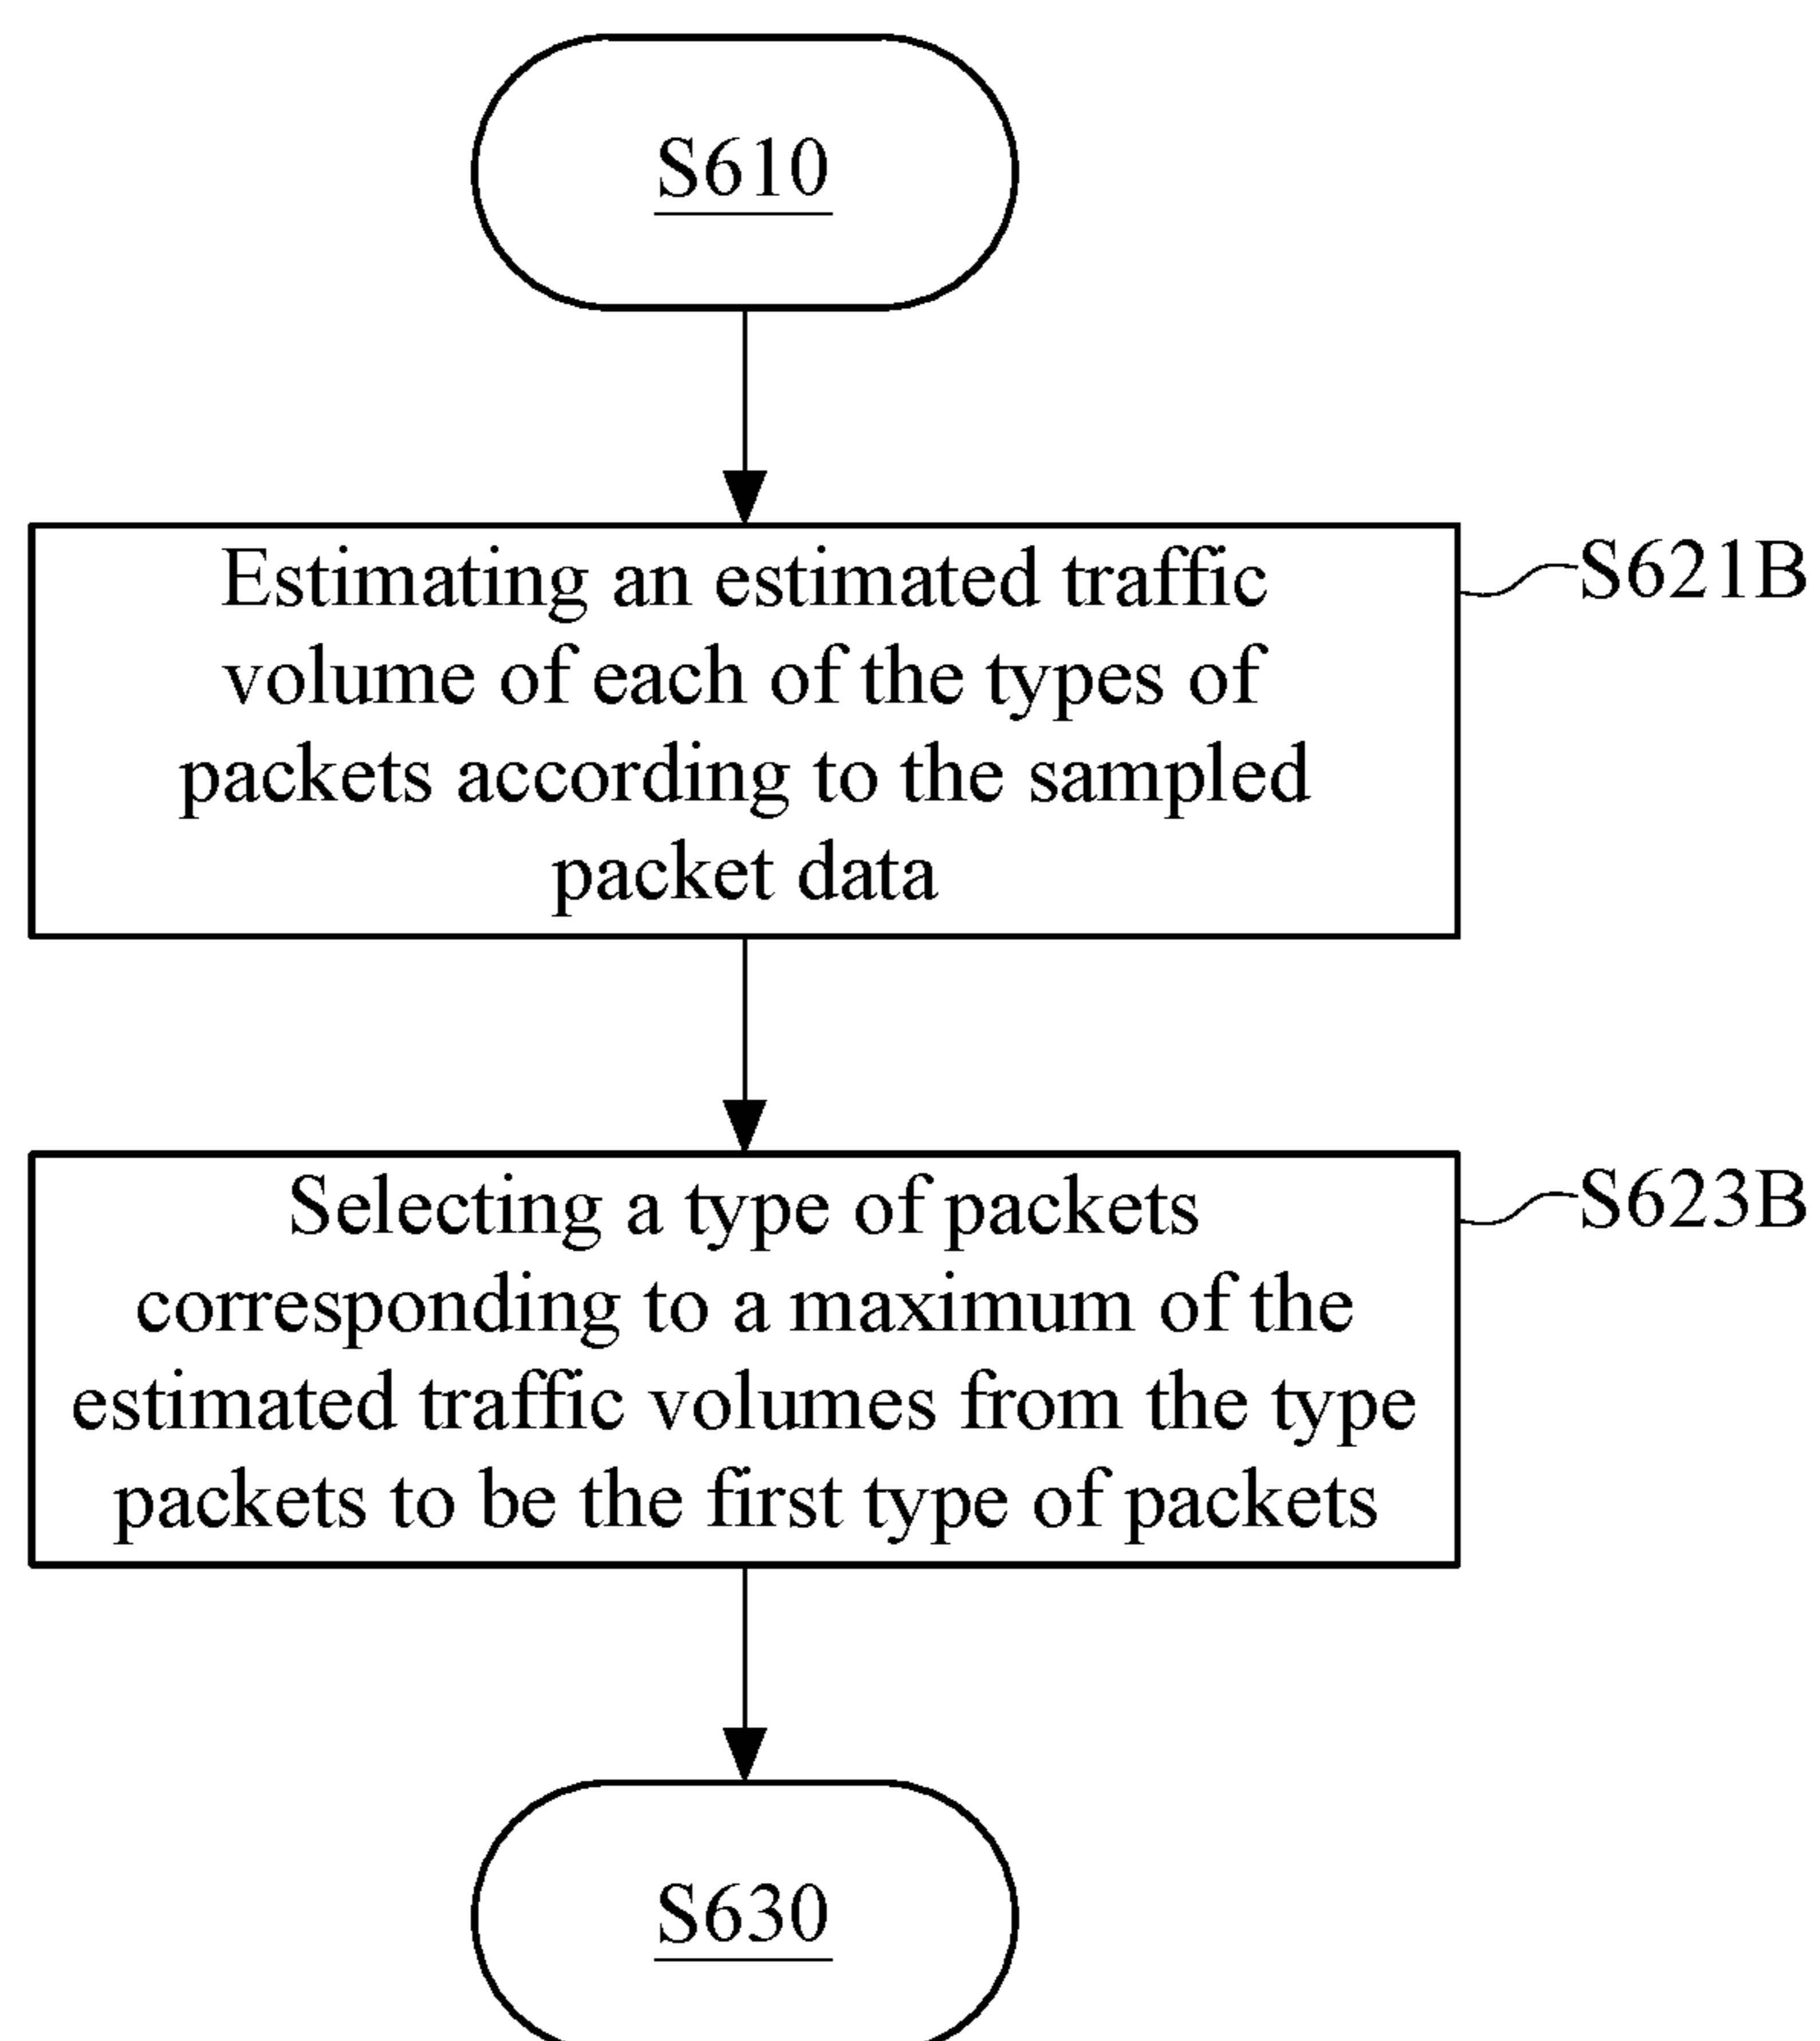 S610
Estimating an estimated traffic
volume of each of the types of
packets according to the sampled
packet data
S621B
Selecting a type of packets
corresponding to a maximum of the
estimated traffic volumes from the type
packets to be the first type of packets
S623B
S630